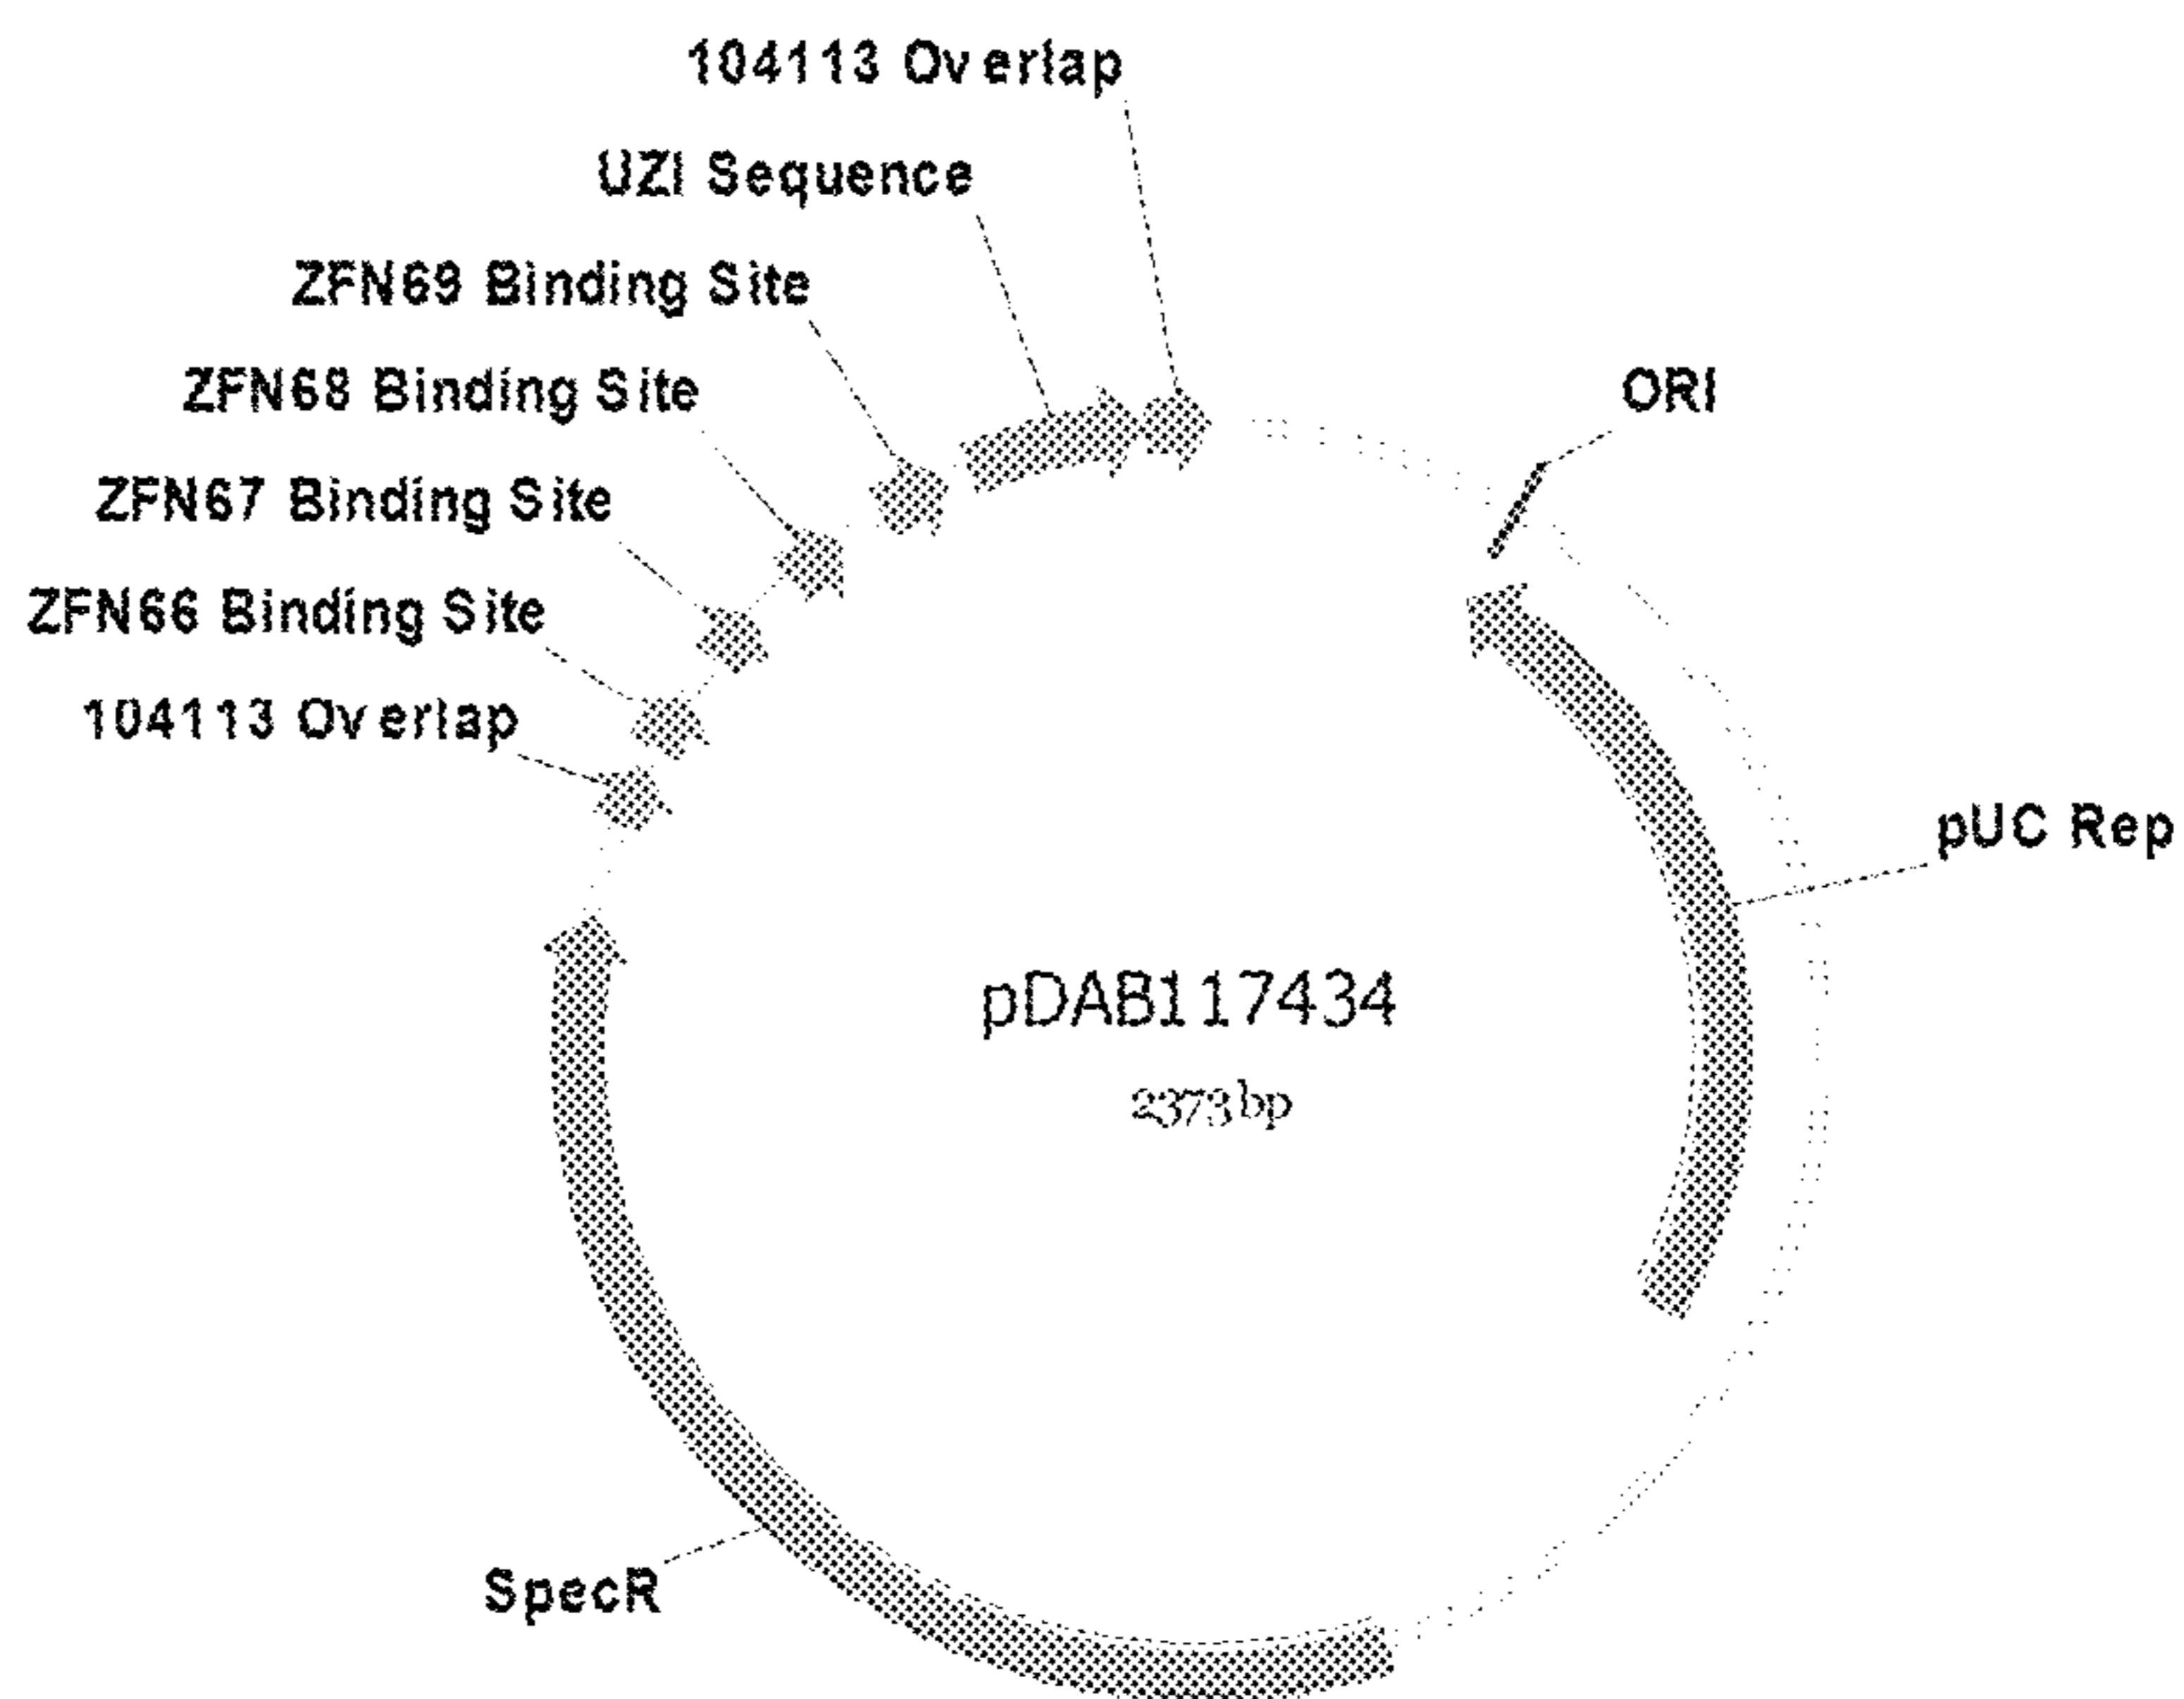 104113 Overlap
UZI Sequence
ZFN69 Binding Site
ZFN68 Binding Site
ORI
ZFN67 Binding Site
ZFN66 Binding Site
104113 Overlap
pUC Rep
pDAB117434
2373bp
SpecR